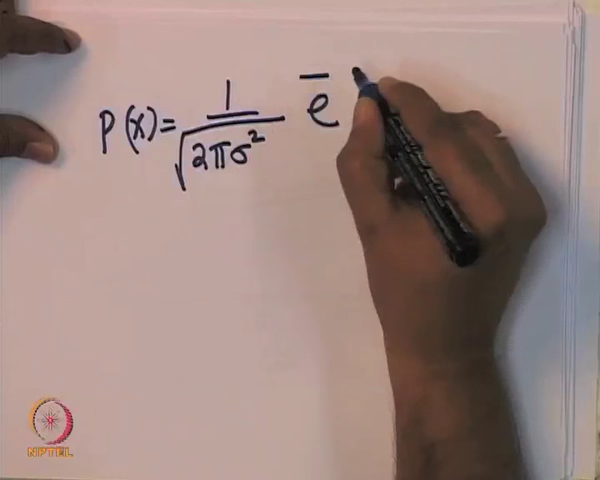 P(x) = 1/√(2πσ²) e⁻
NPTEL